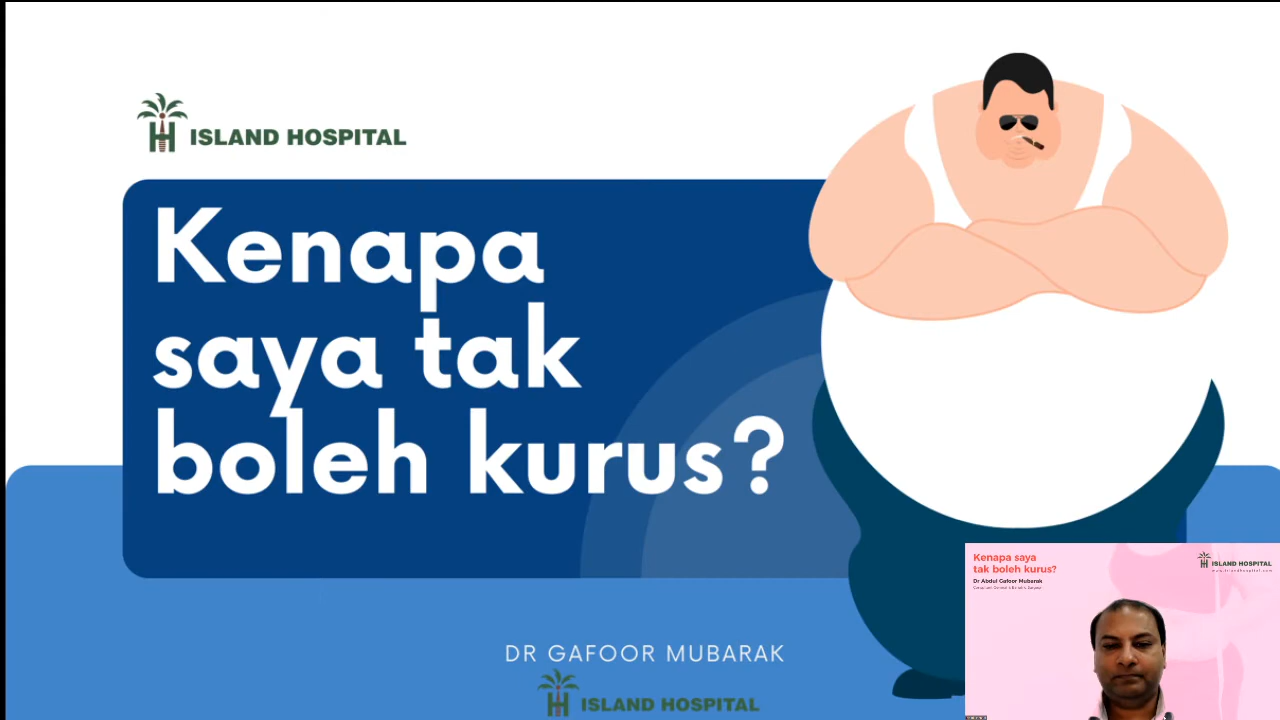 ISLAND HOSPITAL
Kenapa
saya tak
boleh kurus?
DR GAFOOR MUBARAK
ISLAND HOSPITAL
Kenapa saya
tak boleh kurus?
Dr Abdul Gafoor Mubarak
ISLAND HOSPITAL